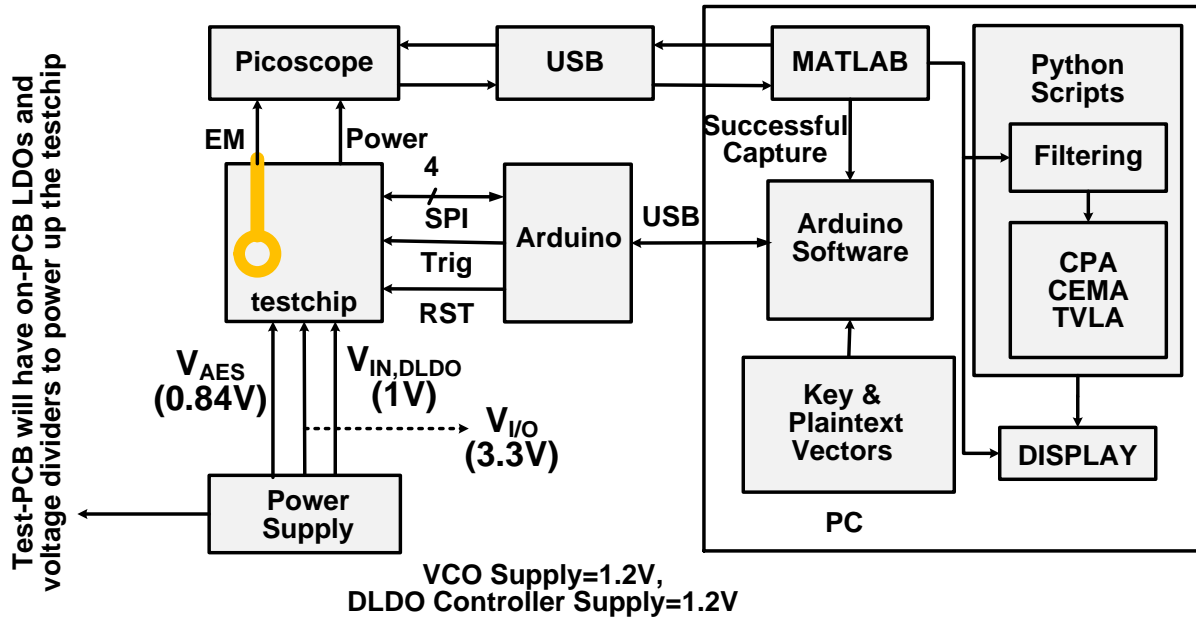 Test-PCB will have on-PCB LDOs and
voltage dividers to power up the testchip
Picoscope
USB
MATLAB
Python
Scripts
EM
Power
Successful
Capture
Filtering
4
SPI
Arduino
USB
Arduino
Software
Trig
testchip
RST
CPA
CEMA
TVLA
VAES
(0.84V)
VIN,DLDO
(1V)
VI/O
(3.3V)
Key &
Plaintext
Vectors
DISPLAY
Power
Supply
PC
VCO Supply=1.2V,
DLDO Controller Supply=1.2V